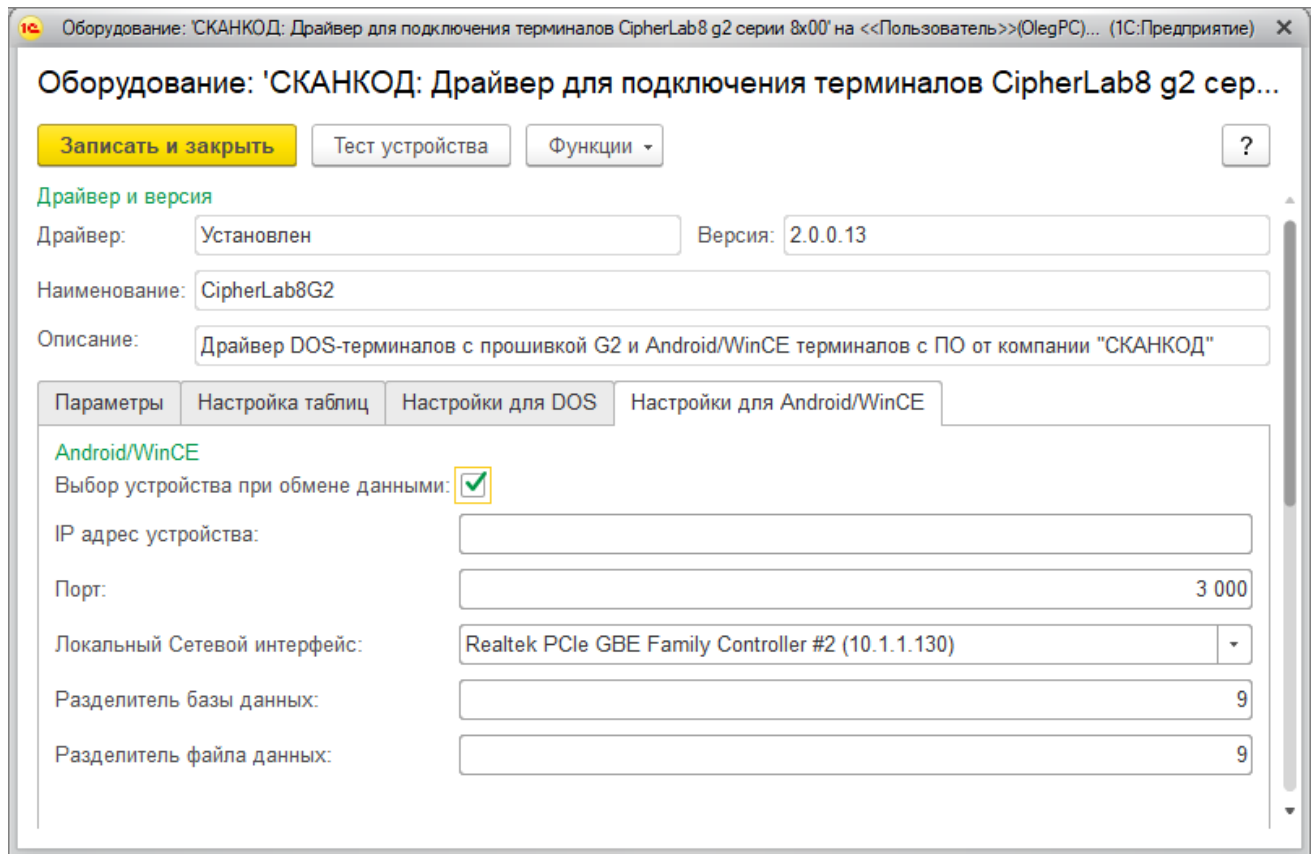 1С Оборудование: 'СКАНКОД: Драйвер для подключения терминалов CipherLab8 g2 серии 8x00' на <<Пользователь>>(OlegPC)... (1С:Предприятие)
Оборудование: 'СКАНКОД: Драйвер для подключения терминалов CipherLab8 g2 сер...
Записать и закрыть Тест устройства Функции ?
Драйвер и версия
Драйвер: Установлен Версия: 2.0.0.13
Наименование: CipherLab8G2
Описание: Драйвер DOS-терминалов с прошивкой G2 и Android/WinCE терминалов с ПО от компании "СКАНКОД"
Параметры Настройка таблиц Настройки для DOS Настройки для Android/WinCE
Android/WinCE
Выбор устройства при обмене данными:
IP адрес устройства:
Порт: 3 000
Локальный Сетевой интерфейс: Realtek PCIe GBE Family Controller #2 (10.1.1.130)
Разделитель базы данных: 9
Разделитель файла данных: 9